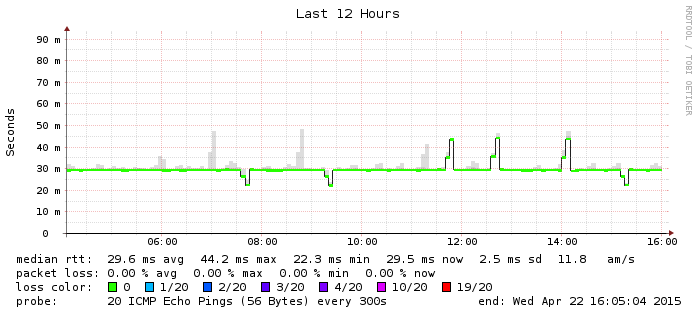 Last 12 Hours
RRDTOOL / TOBI OETIKER
Seconds
90 m
80 m
70 m
60 m
50 m
40 m
30 m
20 m
10 m
0
06:00 08:00 10:00 12:00 14:00 16:00
median rtt: 29.6 ms avg 44.2 ms max 22.3 ms min 29.5 ms now 2.5 ms sd 11.8 am/s
packet loss: 0.00 % avg 0.00 % max 0.00 % min 0.00 % now
loss color: 0 1/20 2/20 3/20 4/20 10/20 19/20
probe: 20 ICMP Echo Pings (56 Bytes) every 300s end: Wed Apr 22 16:05:04 2015